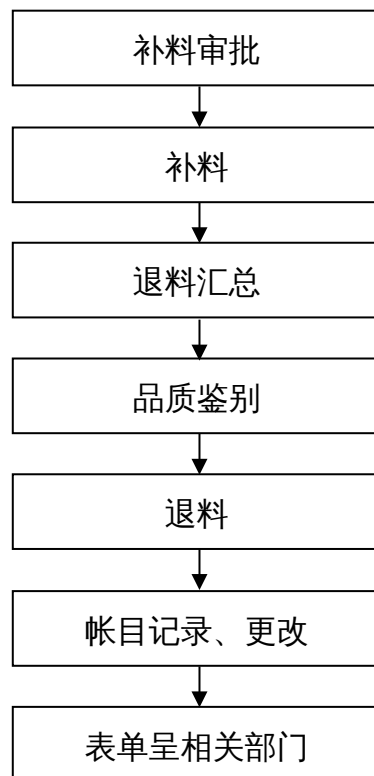 补料审批
补料
退料汇总
品质鉴别
退料
帐目记录、更改
表单呈相关部门